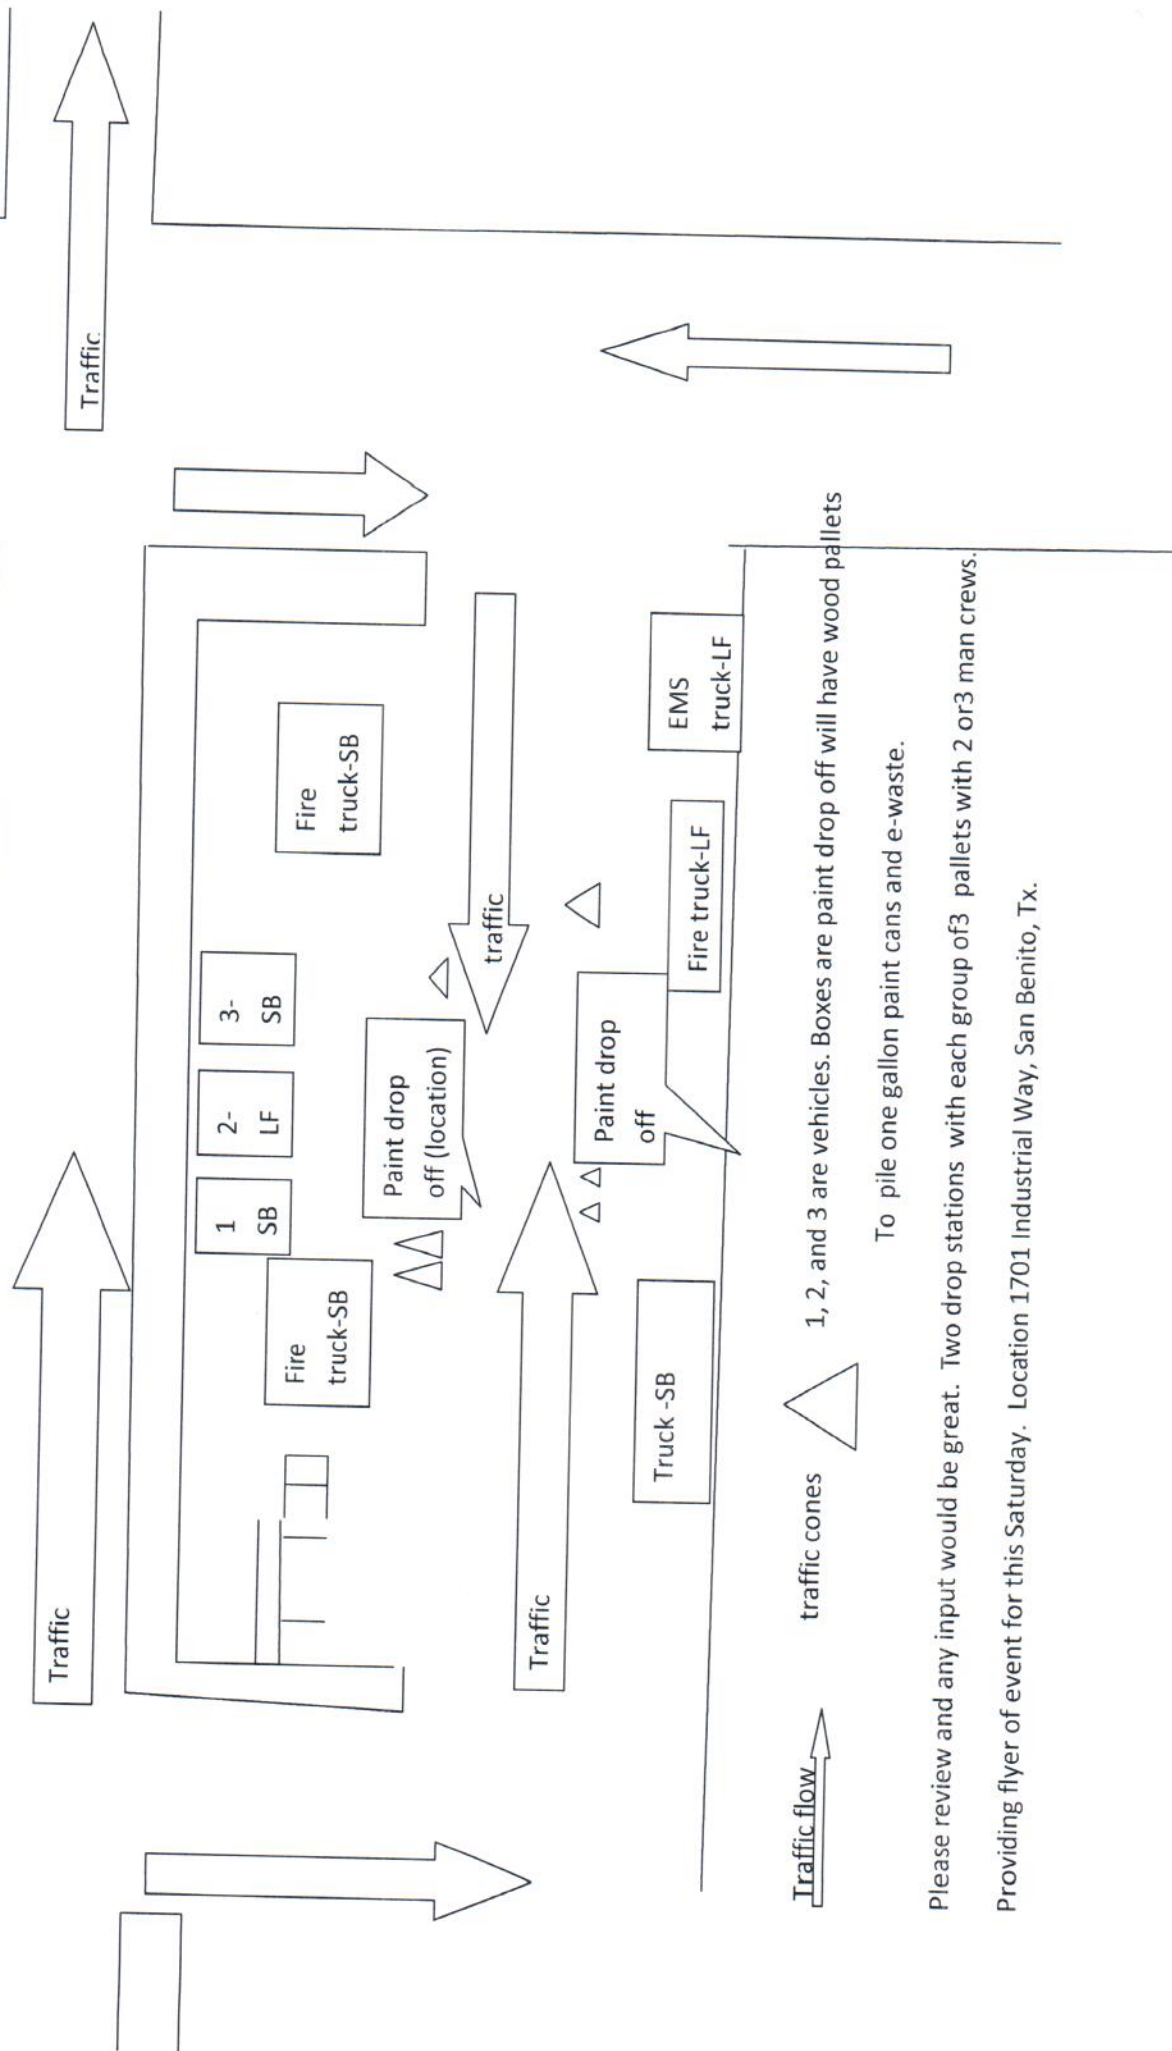 Traffic
Traffic.
1
SB
2-
LF
3-
SB
Fire
truck-SB
Fire
truck-SB
Paint drop
off (location)
traffic
Traffic
Paint drop
off
Truck -SB
Fire truck-LF
EMS
truck-LF
Traffic flow
traffic cones
1, 2, and 3 are vehicles. Boxes are paint drop off will have wood pallets
To pile one gallon paint cans and e-waste.
Please review and any input would be great. Two drop stations with each group of3 pallets with 2 or3 man crews.
Providing flyer of event for this Saturday. Location 1701 Industrial Way, San Benito, Tx.